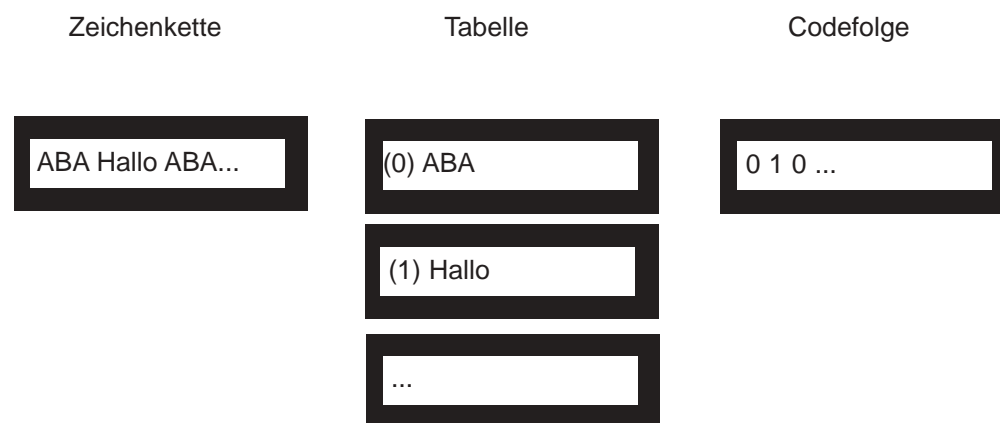 Zeichenkette
Tabelle
Codefolge
ABA Hallo ABA...
(0) ABA
0 1 0 ...
(1) Hallo
...